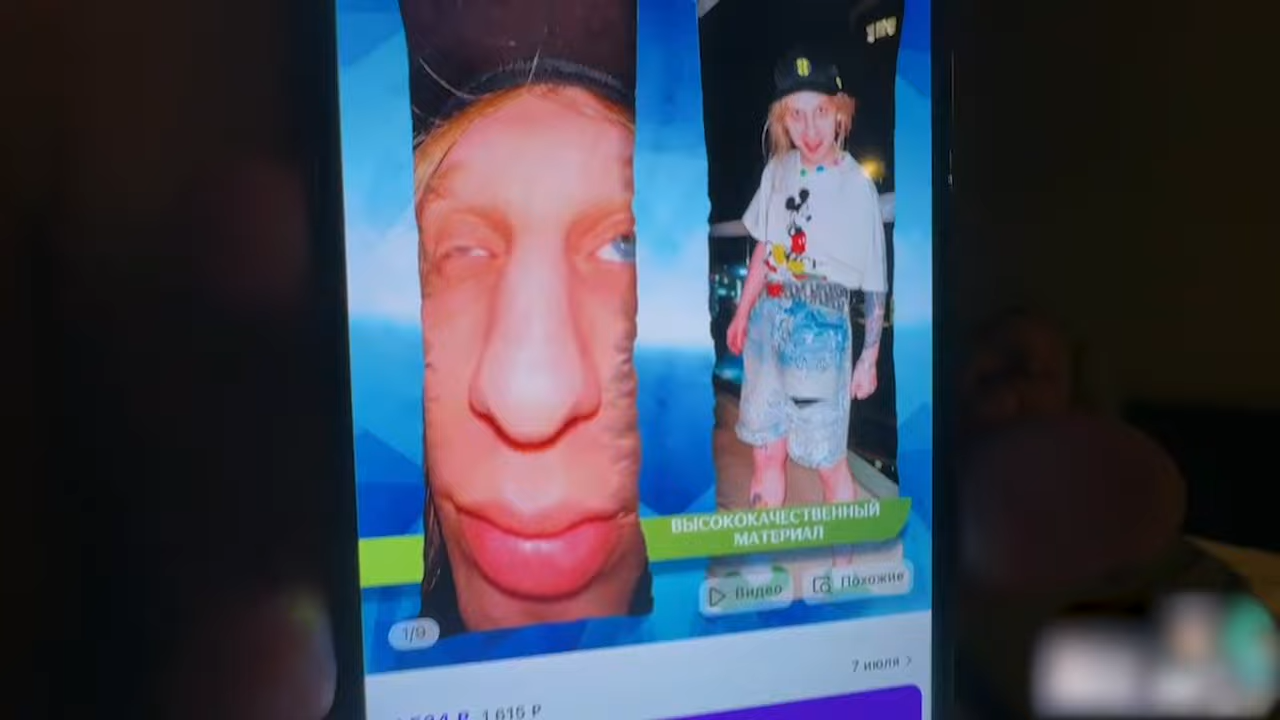 ВЫСОКОКАЧЕСТВЕННЫЙ
МАТЕРИАЛ
Видео
Похожие
1/9
7 июля
1 615 ₽